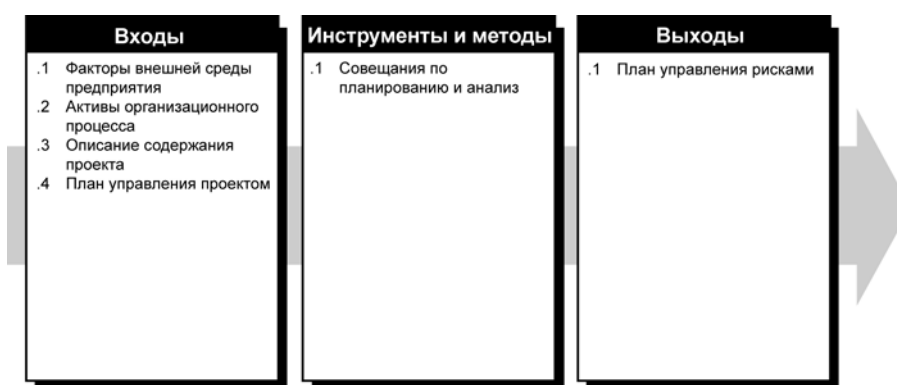 Входы
.1 Факторы внешней среды
предприятия
.2 Активы организационного
процесса
.3 Описание содержания
проекта
.4 План управления проектом
Инструменты и методы
.1 Совещания по
планированию и анализ
Выходы
.1 План управления рисками